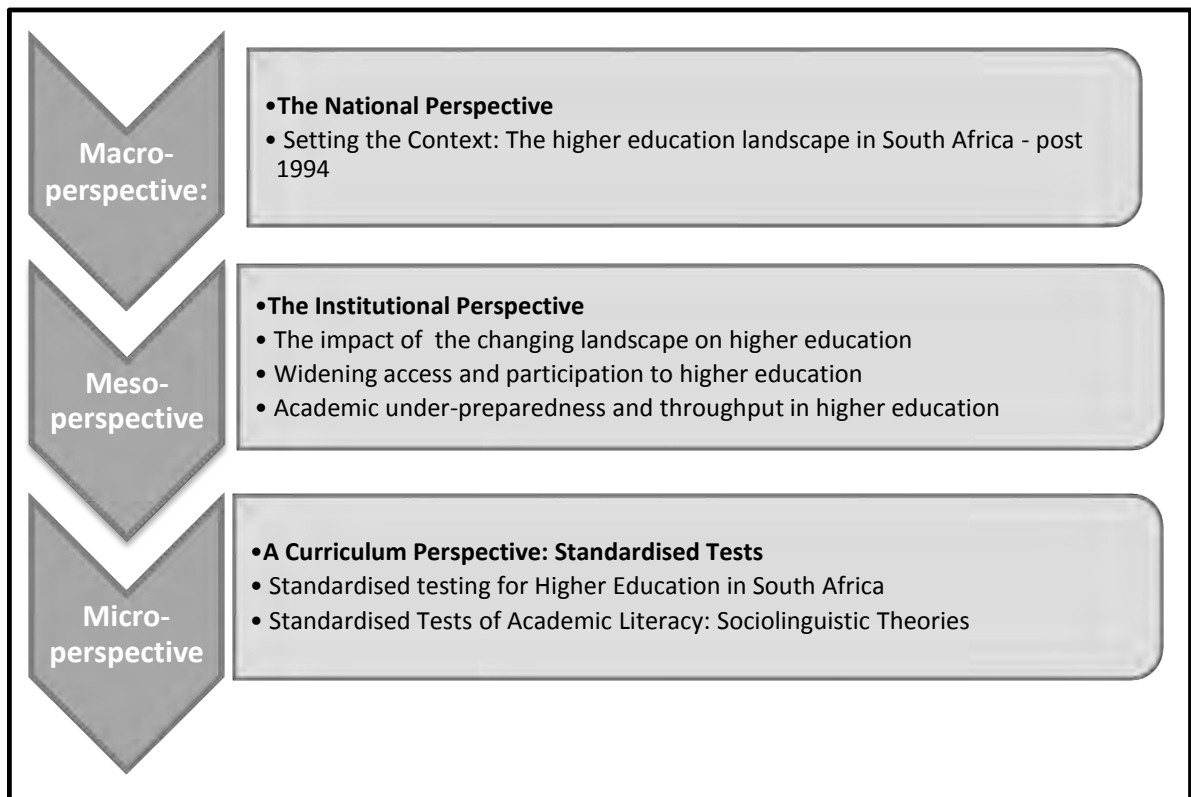 Macro-
perspective:
•The National Perspective
• Setting the Context: The higher education landscape in South Africa - post
1994
Meso-
perspective
•The Institutional Perspective
• The impact of  the changing landscape on higher education
• Widening access and participation to higher education
• Academic under-preparedness and throughput in higher education
Micro-
perspective
•A Curriculum Perspective: Standardised Tests
• Standardised testing for Higher Education in South Africa
• Standardised Tests of Academic Literacy: Sociolinguistic Theories